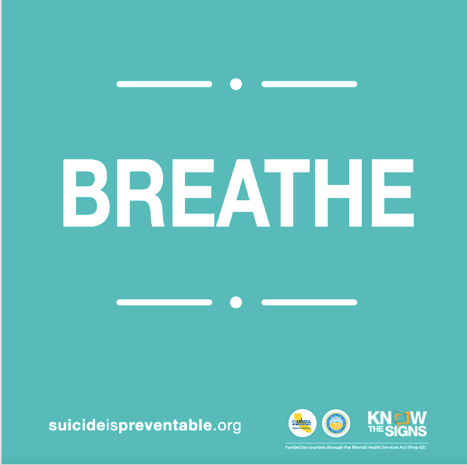 BREATHE
suicideispreventable.org
KNOW
THE SIGNS
Funded by counties through the Mental Health Services Act (Prop 63).